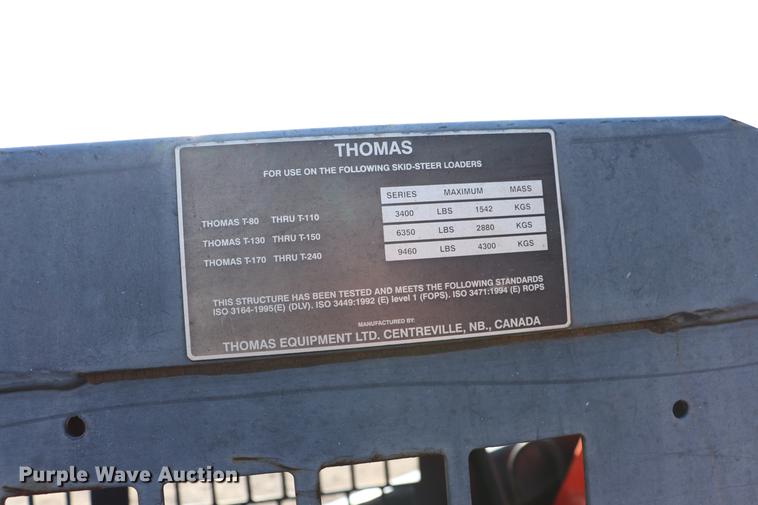 THOMAS
FOR USE ON THE FOLLOWING SKID-STEER LOADERS
SERIES MAXIMUM MASS
THOMAS T-80 THRU T-110 3400 LBS 1542 KGS
THOMAS T-130 THRU T-150 6350 LBS 2880 KGS
THOMAS T-170 THRU T-240 9460 LBS 4300 KGS
THIS STRUCTURE HAS BEEN TESTED AND MEETS THE FOLLOWING STANDARDS
ISO 3164-1995(E) (DLV). ISO 3449:1992 (E) level 1 (FOPS). ISO 3471:1994 (E) ROPS
MANUFACTURED BY:
THOMAS EQUIPMENT LTD. CENTREVILLE, NB., CANADA
Purple Wave Auction